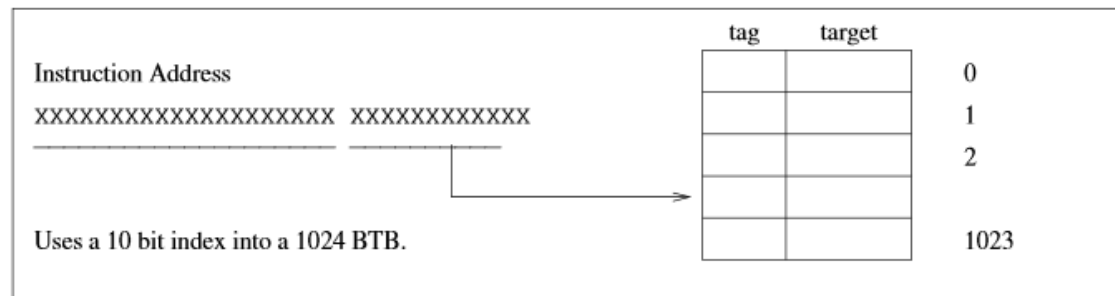 tag target
Instruction Address 0
XXXXXXXXXXXXXXXXXXXX XXXXXXXXXXXX 1
2
Uses a 10 bit index into a 1024 BTB. 1023